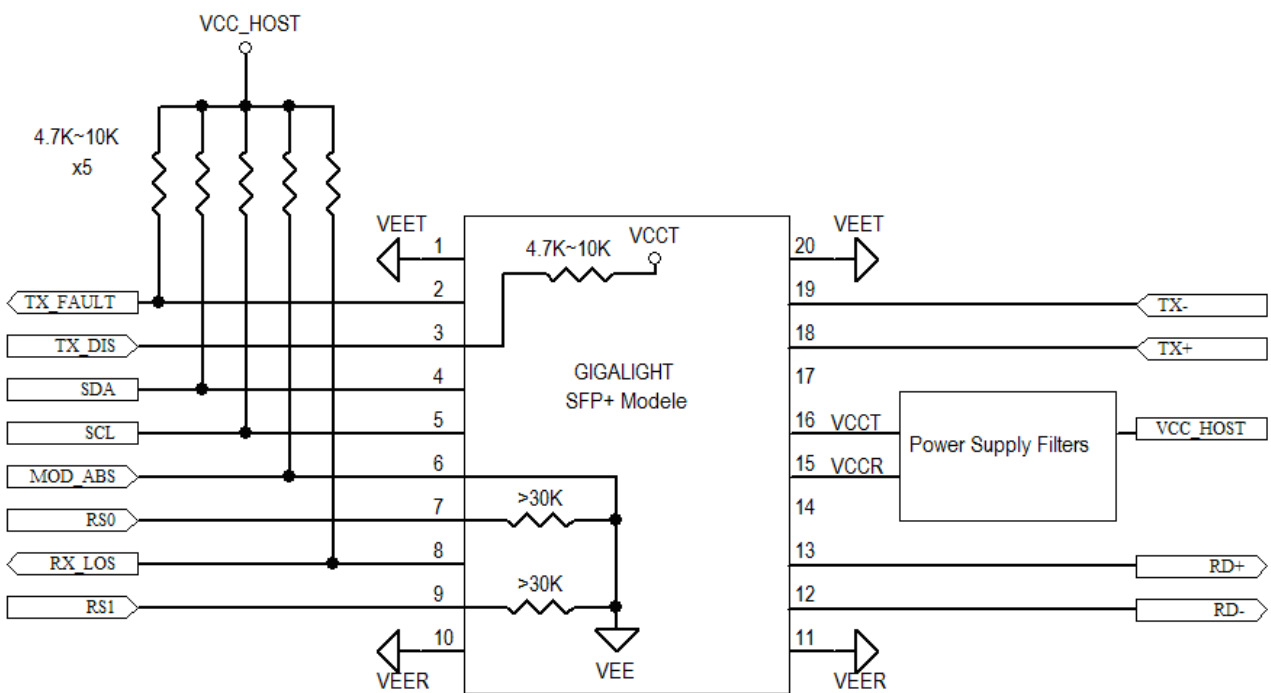 VCC_HOST
4.7K~10K
x5
VEET
1
2
3
4
5
6
7
8
9
10
VEER
TX_FAULT
TX_DIS
SDA
SCL
MOD_ABS
RS0
RX_LOS
RS1
4.7K~10K
VCCT
GIGALIGHT
SFP+ Modele
>30K
>30K
VEE
VEET
20
19
18
17
16 VCCT
15 VCCR
14
13
12
11
VEER
Power Supply Filters
TX-
TX+
VCC_HOST
RD+
RD-